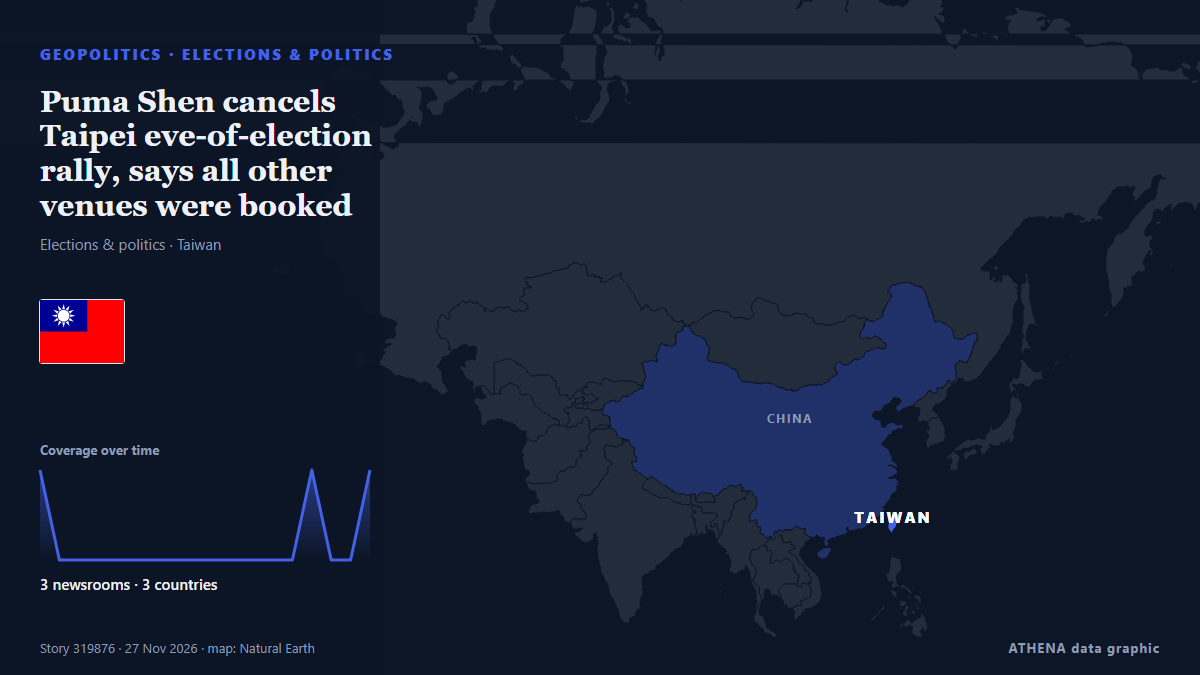 GEOPOLITICS · ELECTIONS & POLITICS
Puma Shen cancels
Taipei eve-of-election
rally, says all other
venues were booked
Elections & politics · Taiwan
CHINA
Coverage over time
TAIWAN
3 newsrooms · 3 countries
Story 319876 · 27 Nov 2026 · map: Natural Earth
ATHENA data graphic